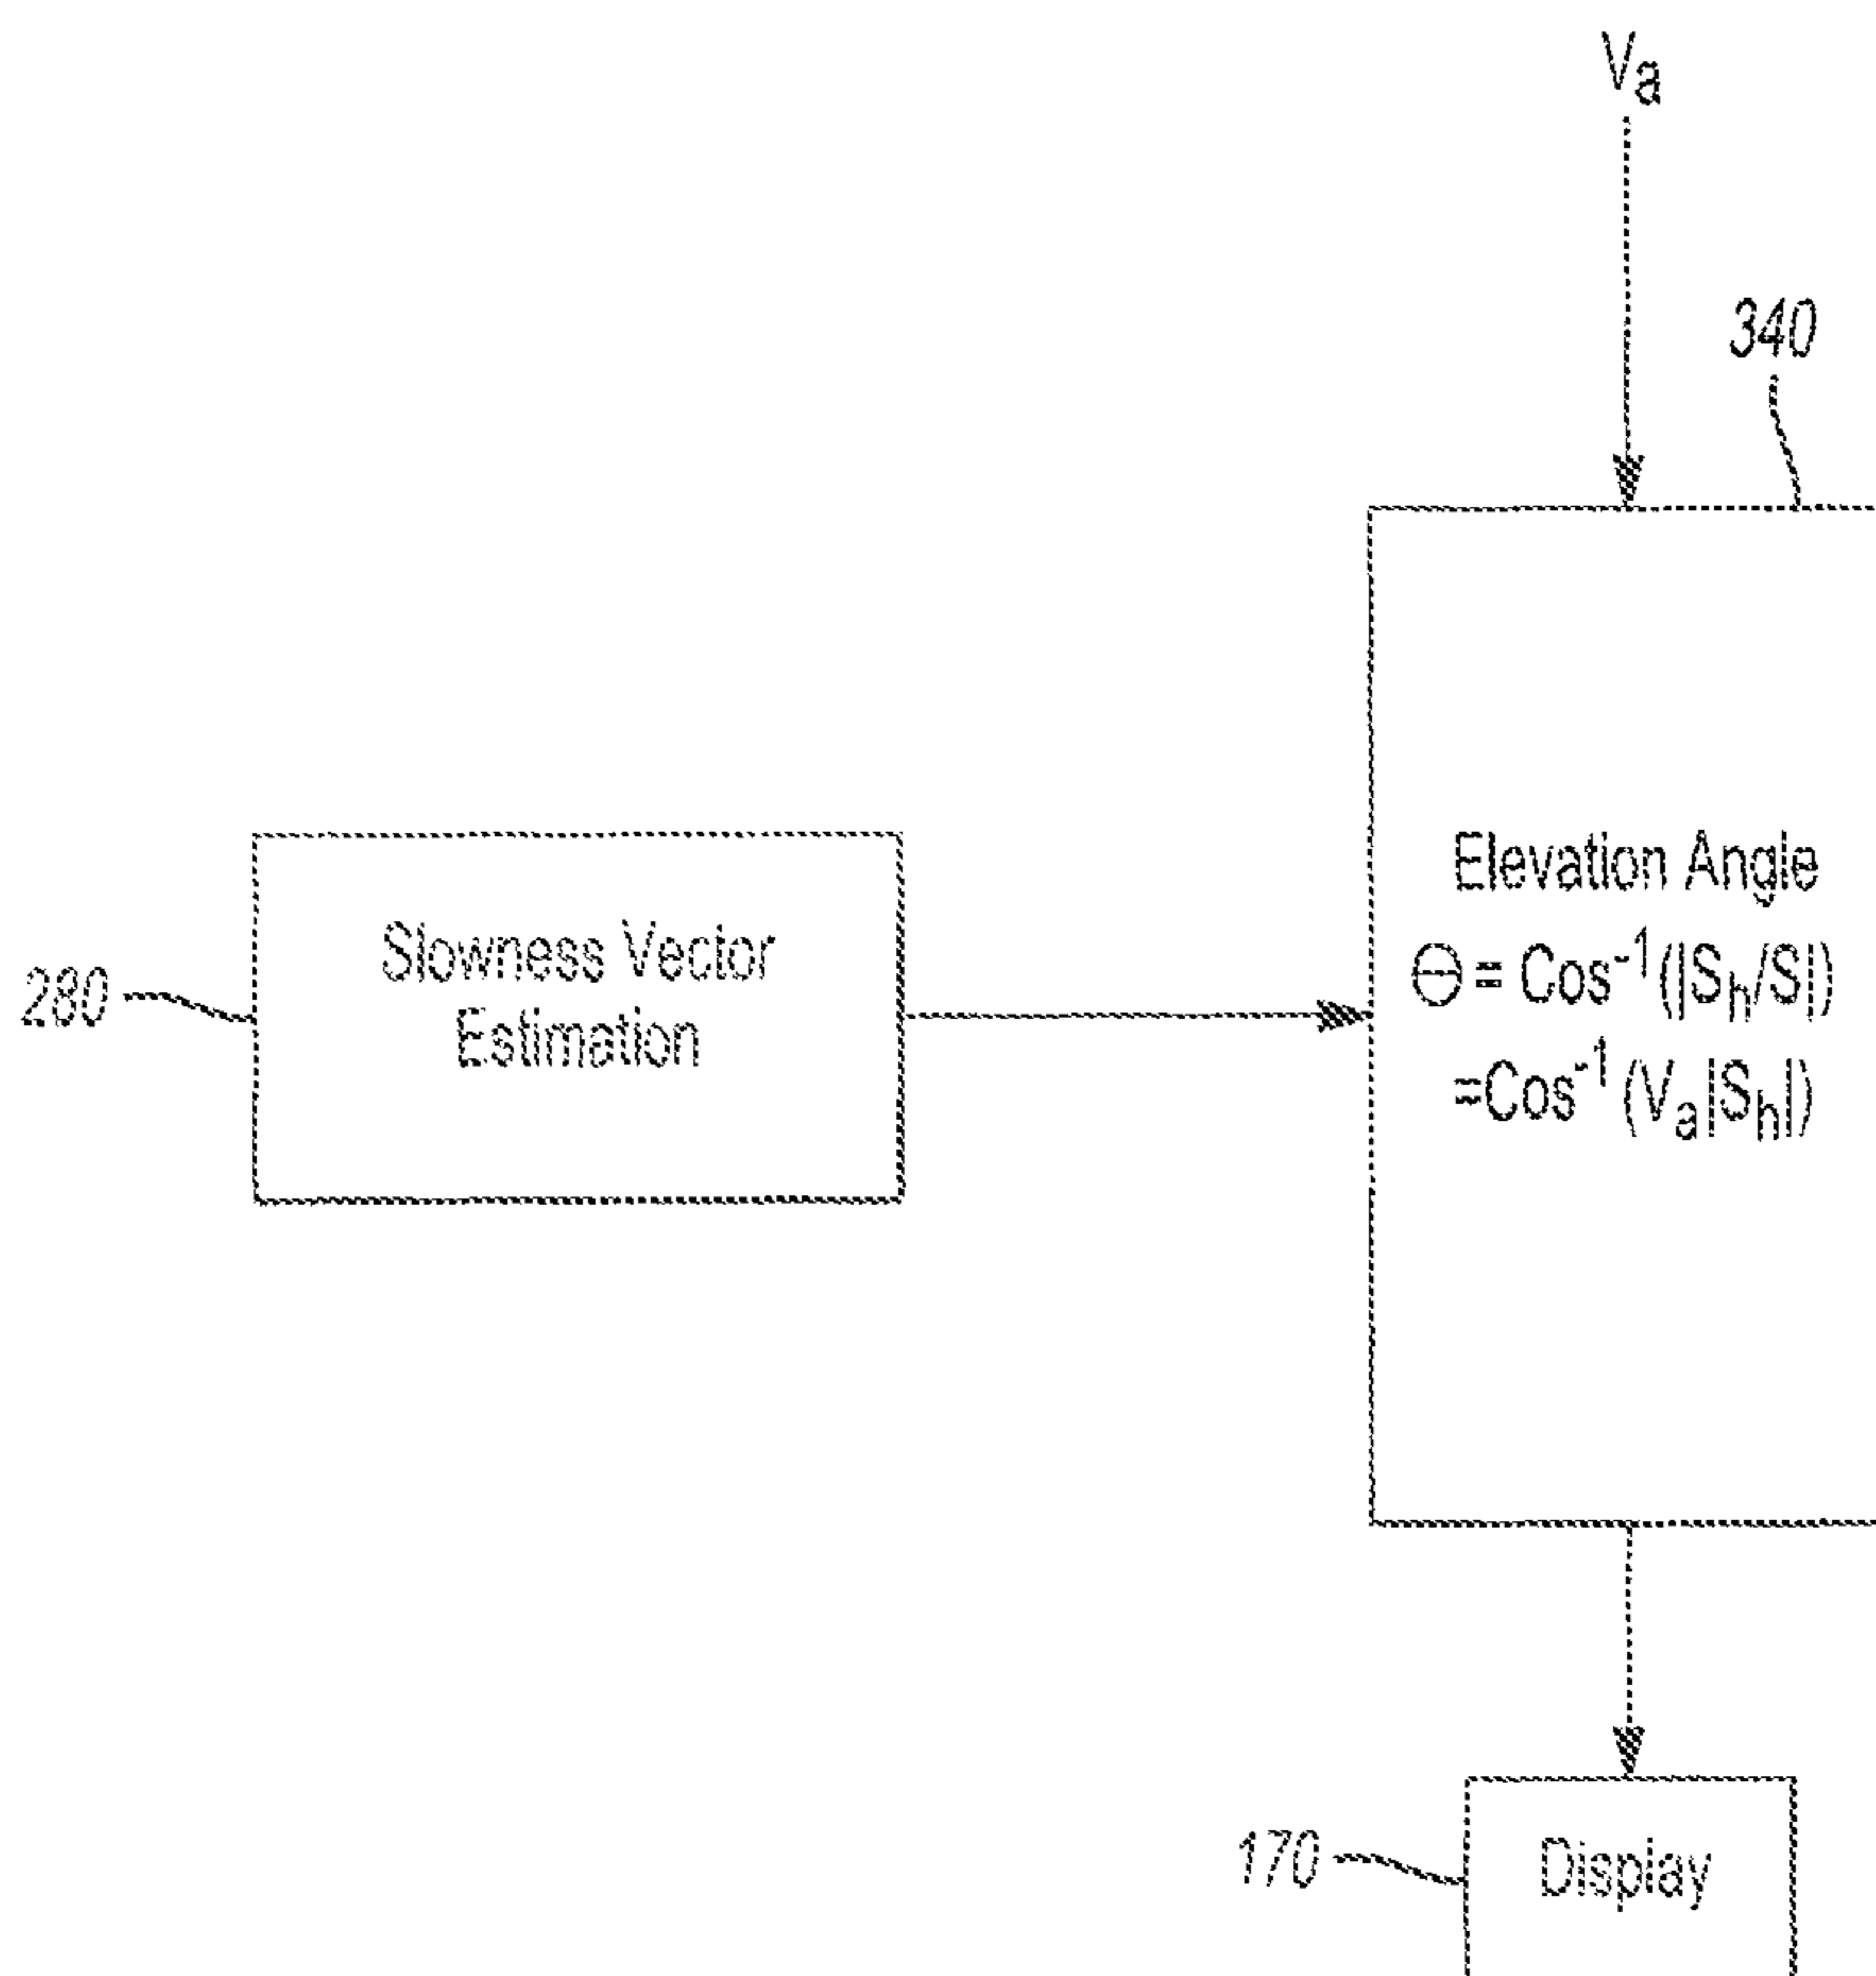 Va
340
Elevation Angle
Θ = Cos⁻¹ (|Sh/S|)
=Cos⁻¹ (Va|Sh|)
280
Slowness Vector
Estimation
170
Display